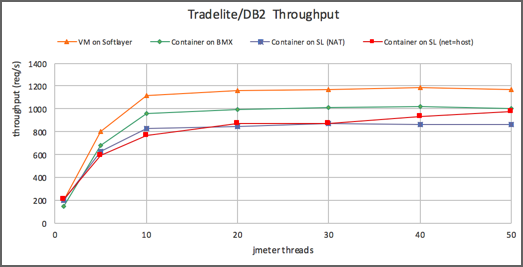 Tradelite/DB2 Throughput
VM on Softlayer Container on BMX Container on SL (NAT) Container on SL (net=host)
throughput (req/s)
1400
1200
1000
800
600
400
200
0
0 10 20 30 40 50
jmeter threads